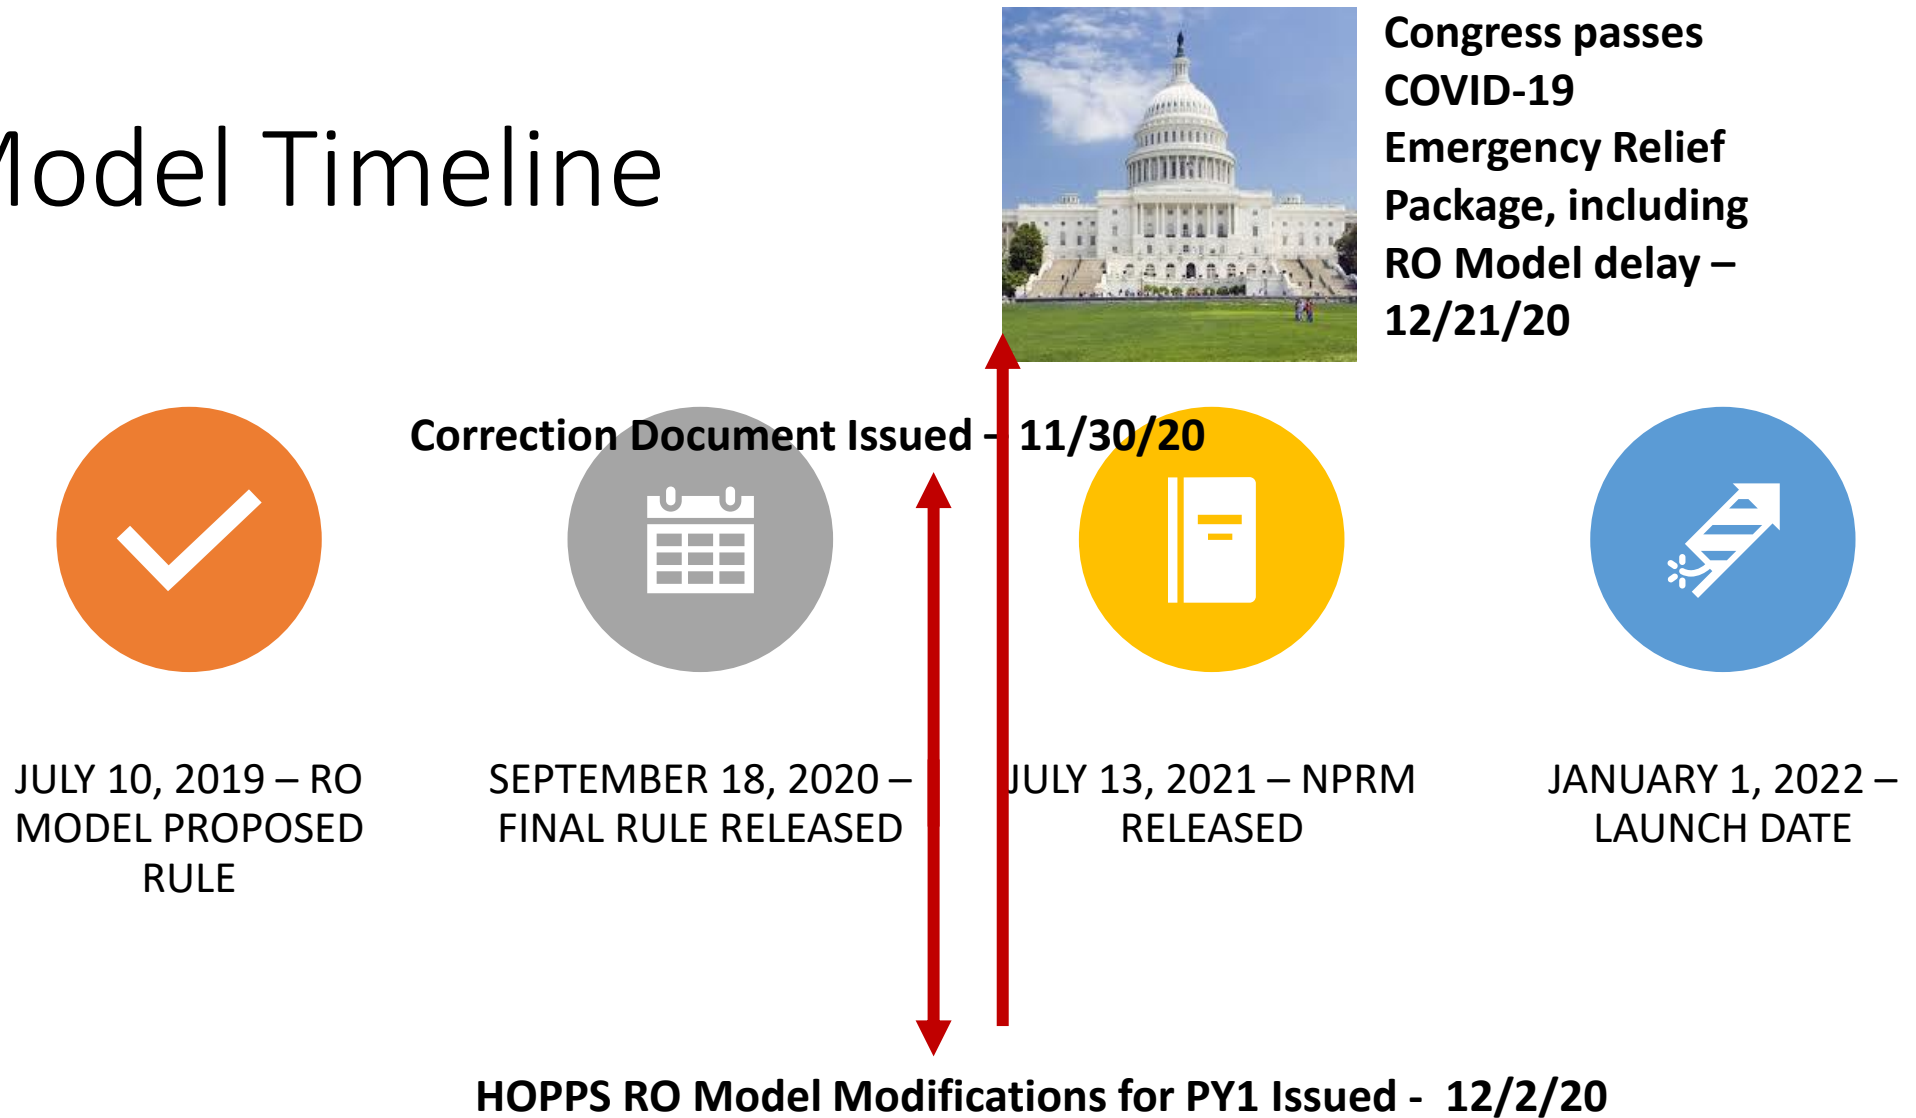 Model Timeline
Congress passes
COVID-19
Emergency Relief
Package, including
RO Model delay –
12/21/20
Correction Document Issued – 11/30/20
JULY 10, 2019 – RO
MODEL PROPOSED
RULE
SEPTEMBER 18, 2020 –
FINAL RULE RELEASED
JULY 13, 2021 – NPRM
RELEASED
JANUARY 1, 2022 –
LAUNCH DATE
HOPPS RO Model Modifications for PY1 Issued - 12/2/20